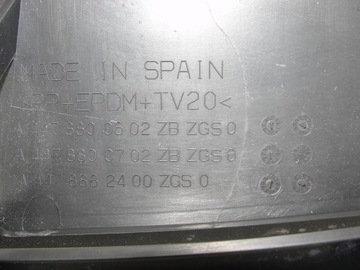 MADE IN SPAIN
PP-EPDM+TV20<
880 06 02 ZB ZGS 0
880 07 02 ZB ZGS 0
24 00 ZGS 0